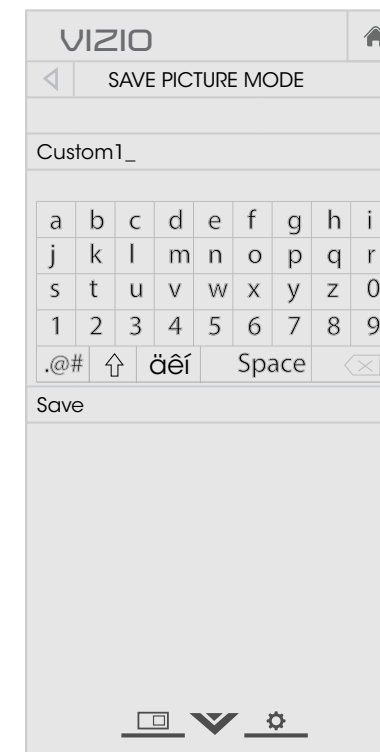 VIZIO
SAVE PICTURE MODE
Custom1_
a b c d e f g h i
j k l m n o p q r
s t u v w x y z 0
1 2 3 4 5 6 7 8 9
.@# äêí Space
Save